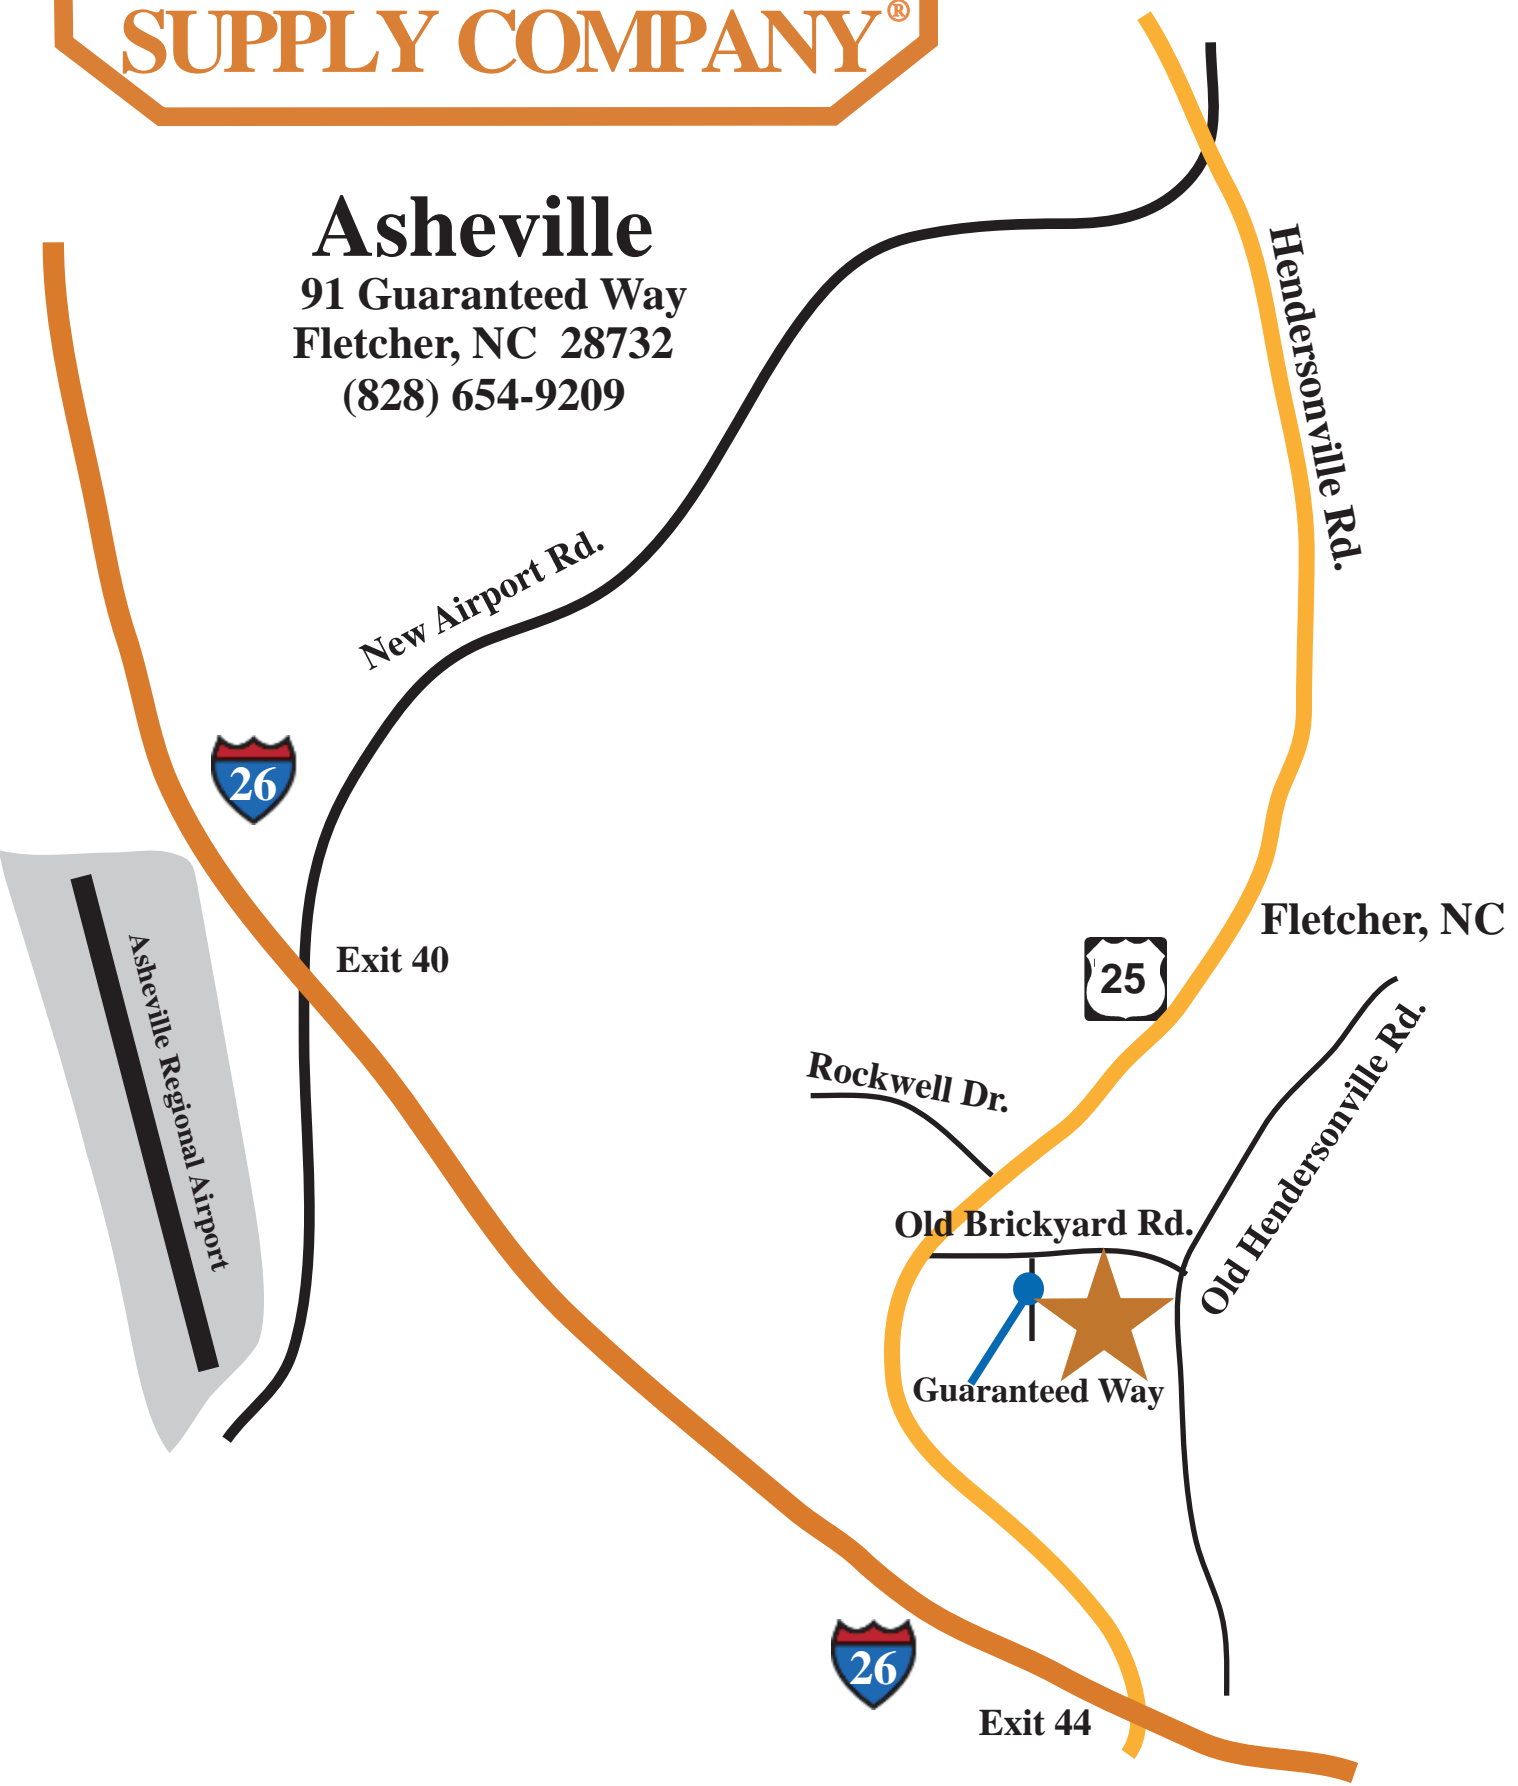 SUPPLY COMPANY®
Asheville
91 Guaranteed Way
Fletcher, NC 28732
(828) 654-9209
Hendersonville Rd.
New Airport Rd.
26
Fletcher, NC
Exit 40
25
Asheville Regional Airport
Rockwell Dr.
Old Hendersonville Rd.
Old Brickyard Rd.
Guaranteed Way
26
Exit 44